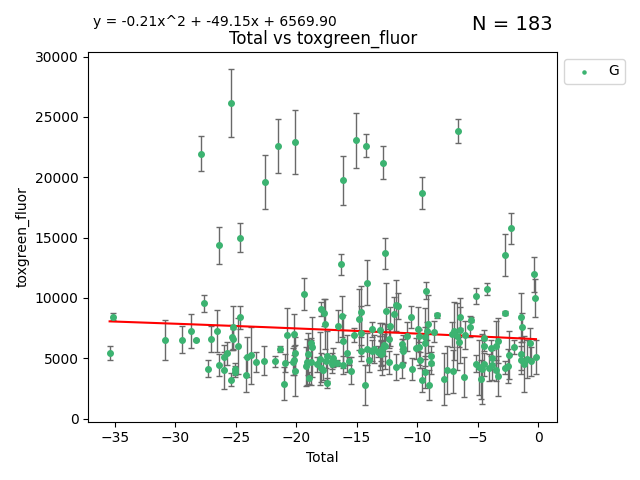 y = -0.21x^2 + -49.15x + 6569.90
N = 183
Total vs toxgreen_fluor
G
toxgreen_fluor
30000
25000
20000
15000
10000
5000
0
−35 −30 −25 −20 −15 −10 −5 0
Total